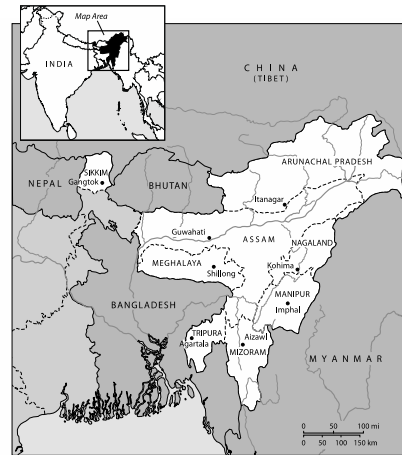 Map Area
INDIA
CHINA
(TIBET)
ARUNACHAL PRADESH
SIKKIM
Gangtok
NEPAL
BHUTAN
Itanagar
Guwahati
ASSAM
NAGALAND
MEGHALAYA
Shillong
Kohima
MANIPUR
Imphal
BANGLADESH
TRIPURA
Agartala
Aizawl
MIZORAM
MYANMAR
0 50 100 mi
0 50 100 150 km